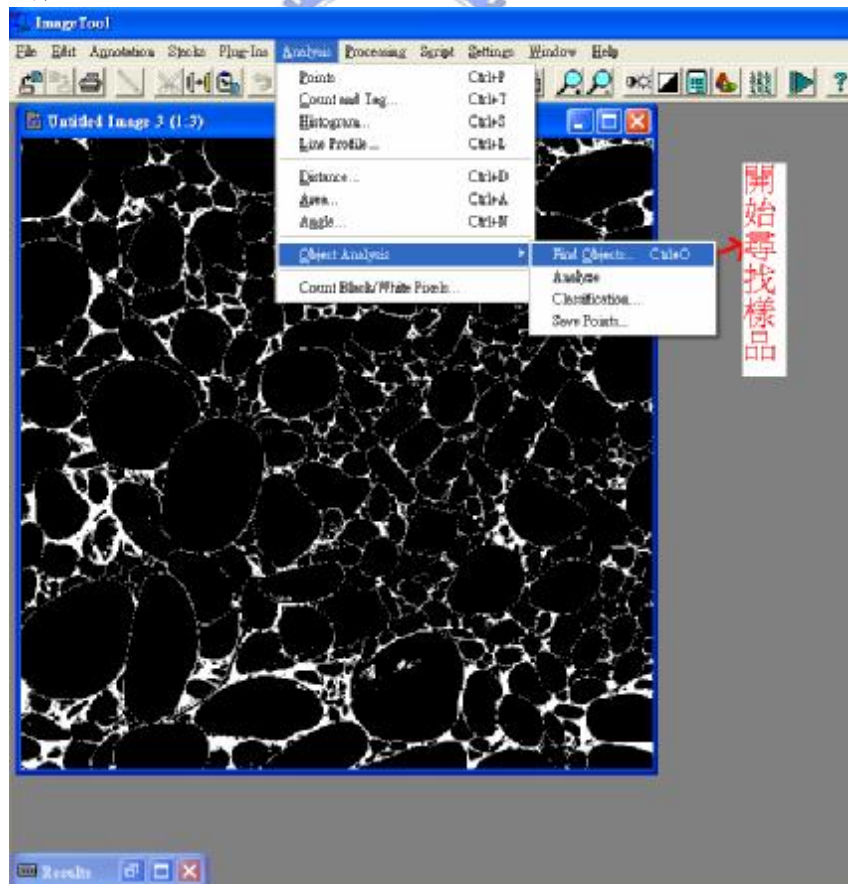 ImageTool
File Edit Annotation Stacks Plug-Ins Analysis Processing Script Settings Window Help
Untitled Image 3 (1:3)
Points Ctrl+P
Count and Tag... Ctrl+T
Histogram... Ctrl+S
Line Profile... Ctrl+L
Distance... Ctrl+D
Area... Ctrl+A
Angle... Ctrl+N
Object Analysis
Count Black/White Pixels...
Find Objects... Ctrl+O
Analyze
Classification...
Save Points...
開始尋找樣品
Results